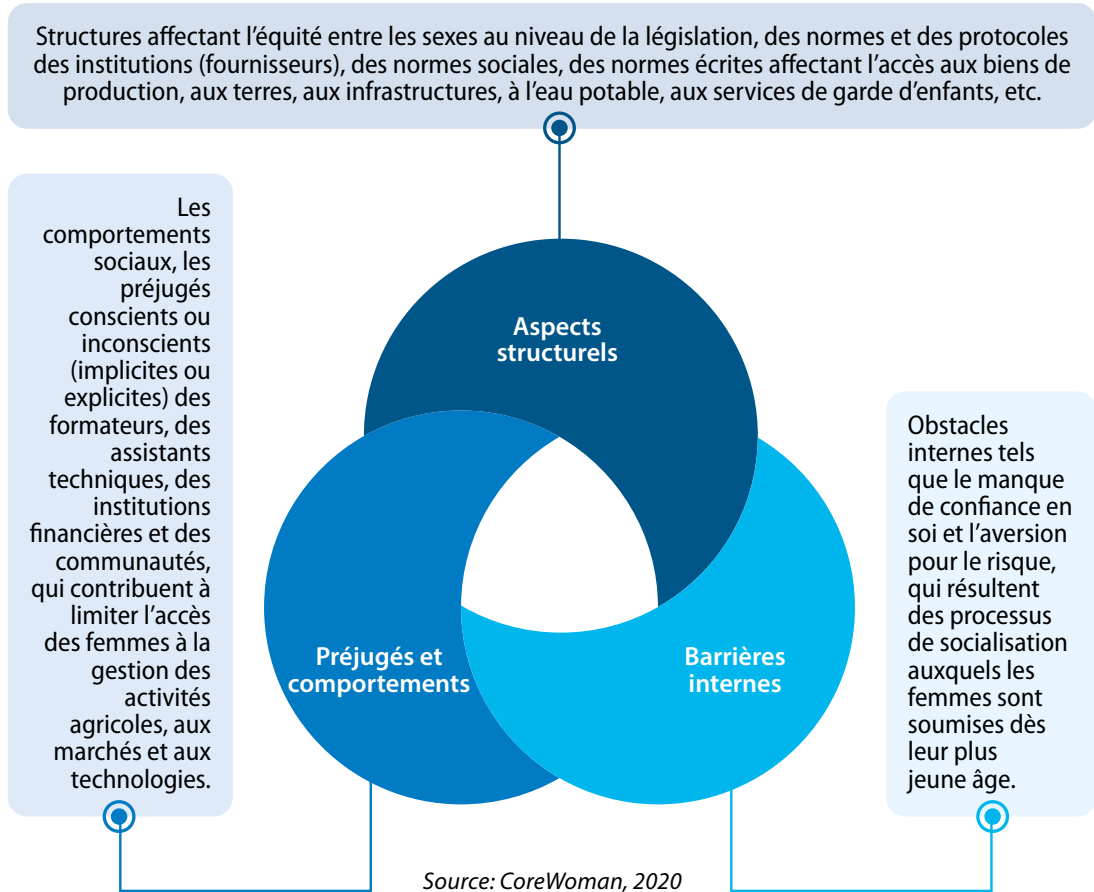 Structures affectant l’équité entre les sexes au niveau de la législation, des normes et des protocoles
des institutions (fournisseurs), des normes sociales, des normes écrites affectant l’accès aux biens de
production, aux terres, aux infrastructures, à l’eau potable, aux services de garde d’enfants, etc.
Les
comportements
sociaux, les
préjugés
conscients ou
inconscients
(implicites ou
explicites) des
formateurs, des
assistants
techniques, des
institutions
financières et des
communautés,
qui contribuent à
limiter l’accès
des femmes à la
gestion des
activités
agricoles, aux
marchés et aux
technologies.
Aspects
structurels
Préjugés et
comportements
Barrières
internes
Obstacles
internes tels
que le manque
de confiance en
soi et l’aversion
pour le risque,
qui résultent
des processus
de socialisation
auxquels les
femmes sont
soumises dès
leur plus
jeune âge.
Source: CoreWoman, 2020